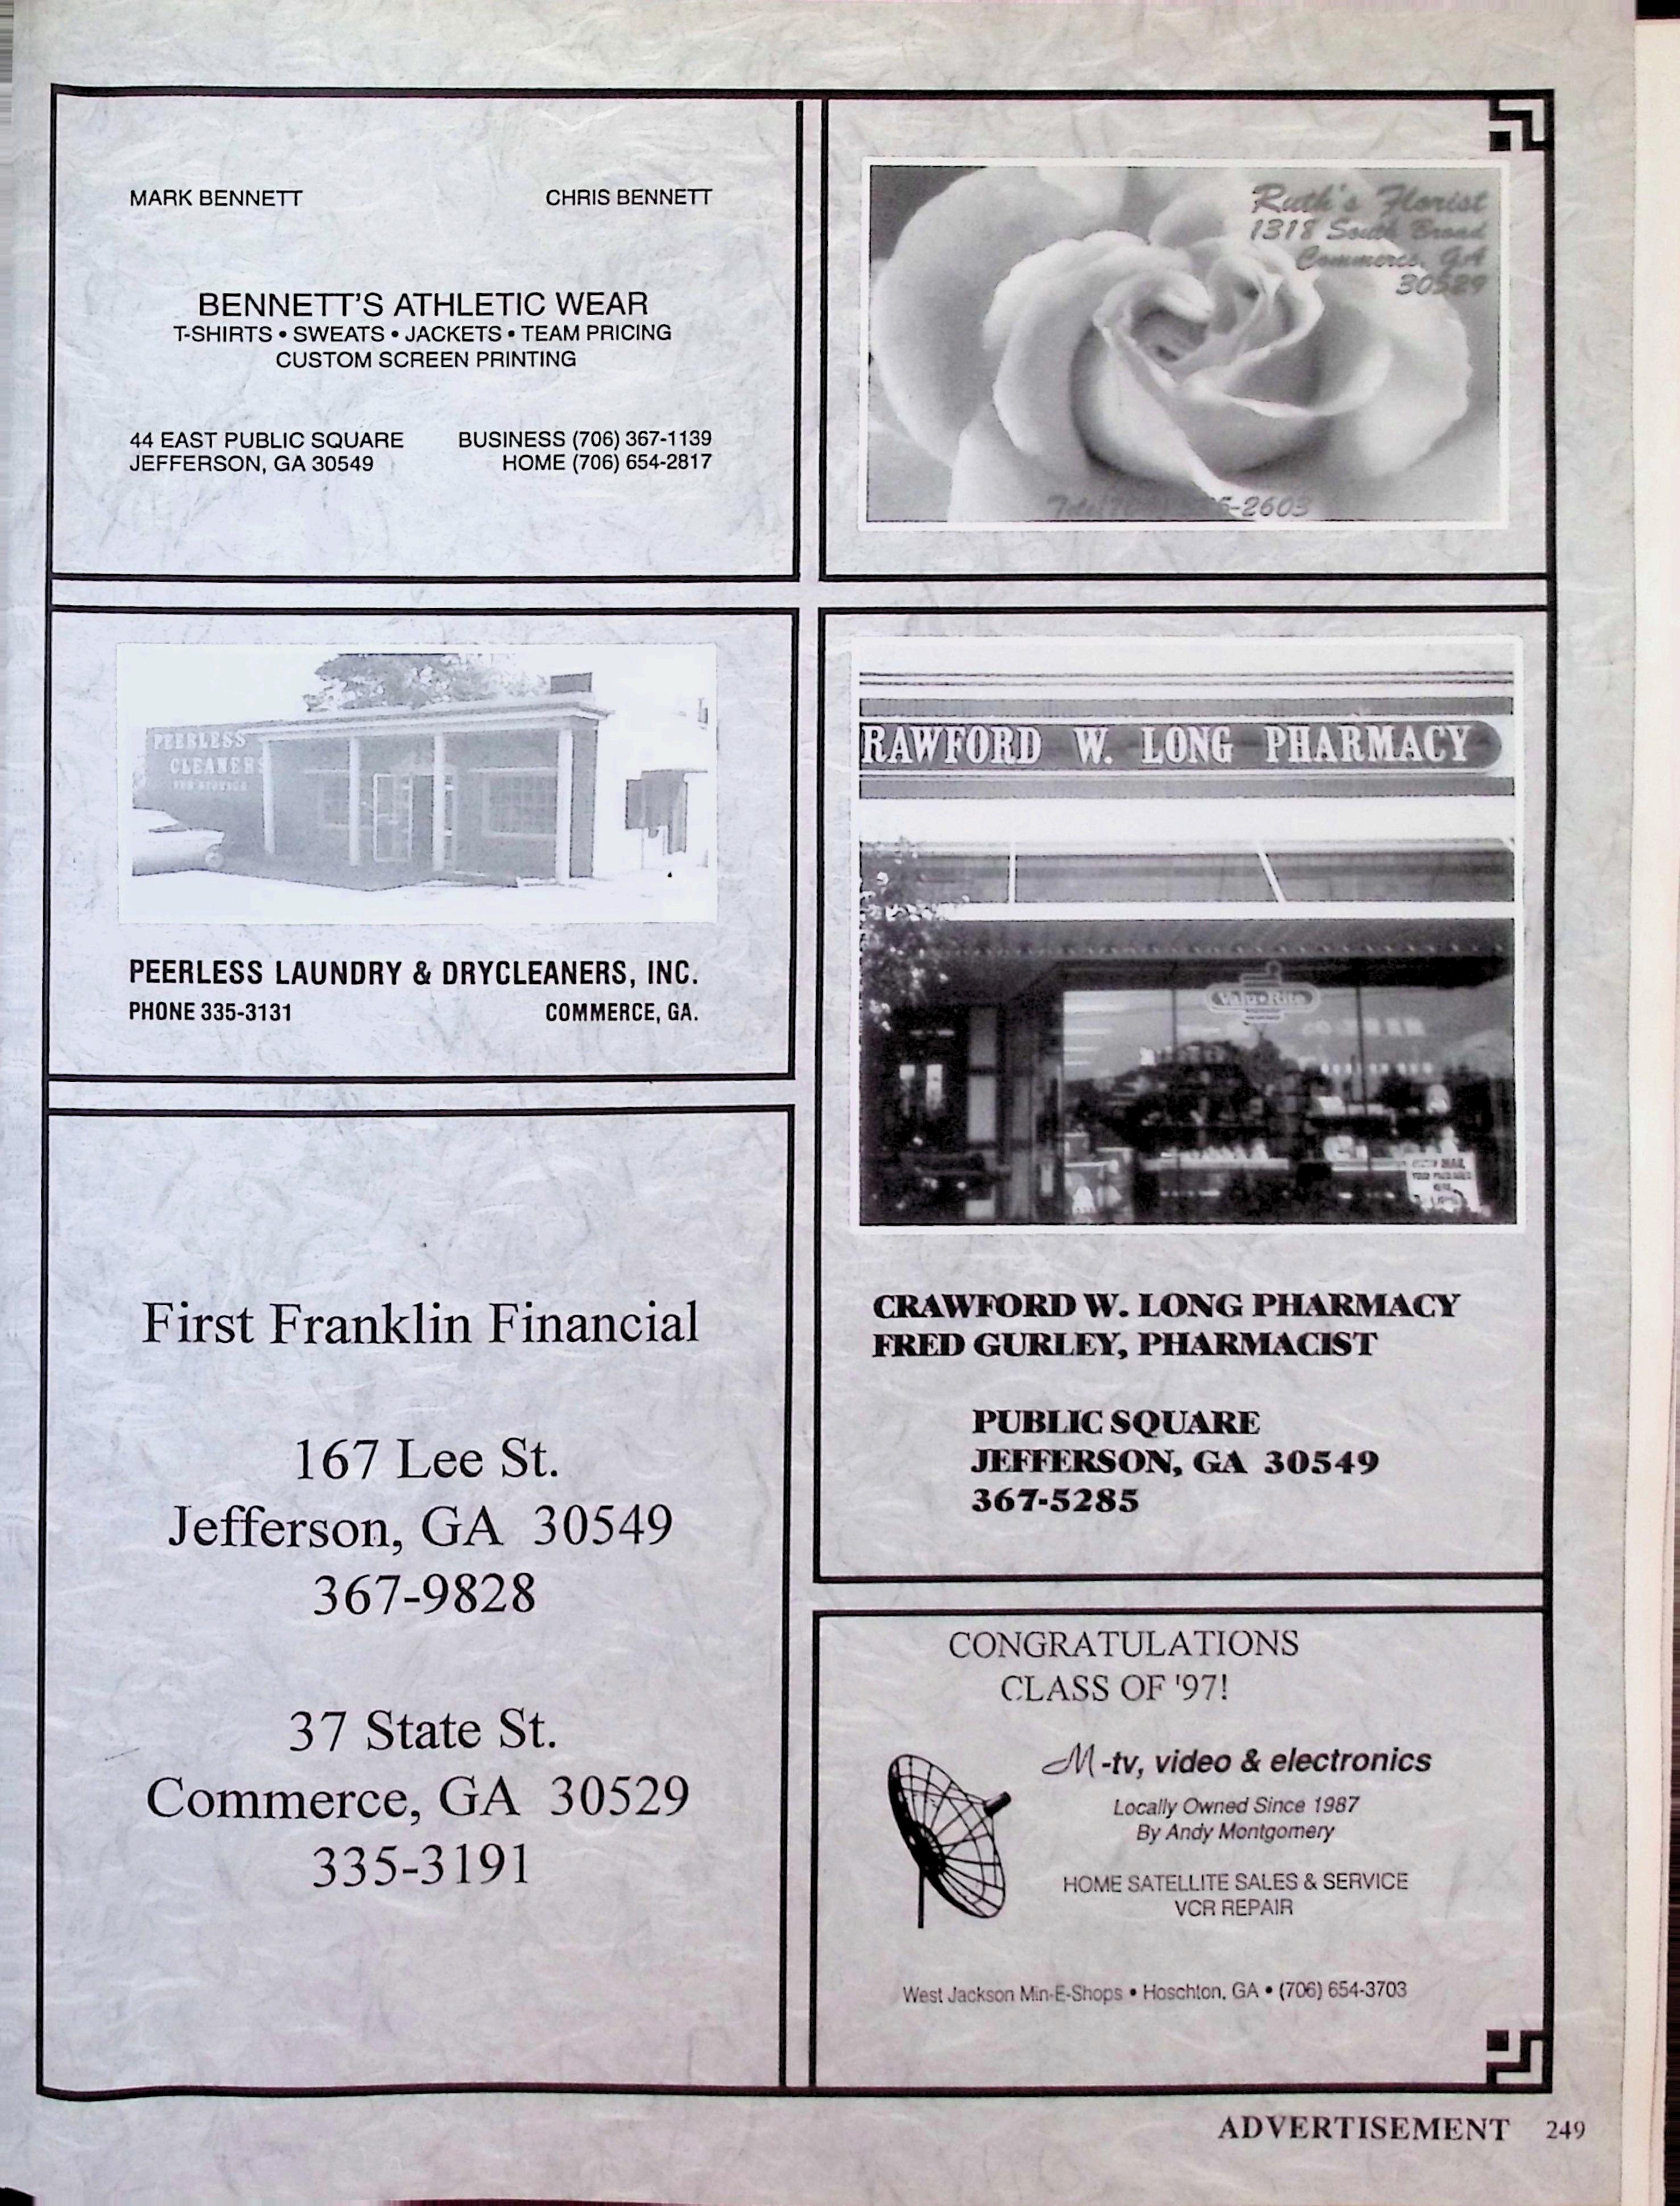 MARK BENNETT CHRIS BENNETT
BENNETT'S ATHLETIC WEAR
T-SHIRTS • SWEATS • JACKETS • TEAM PRICING
CUSTOM SCREEN PRINTING
44 EAST PUBLIC SQUARE BUSINESS (706) 367-1139
JEFFERSON, GA 30549 HOME (706) 654-2817
Ruth's Florist
1318 South Broad
Commerce, GA
30529
-2603
PEERLESS
CLEANERS
PEERLESS LAUNDRY & DRYCLEANERS, INC.
PHONE 335-3131 COMMERCE, GA.
RAWFORD W. LONG PHARMACY
Valu-Rite
CRAWFORD W. LONG PHARMACY
FRED GURLEY, PHARMACIST
PUBLIC SQUARE
JEFFERSON, GA 30549
367-5285
First Franklin Financial
167 Lee St.
Jefferson, GA 30549
367-9828
37 State St.
Commerce, GA 30529
335-3191
CONGRATULATIONS
CLASS OF '97!
M-tv, video & electronics
Locally Owned Since 1987
By Andy Montgomery
HOME SATELLITE SALES & SERVICE
VCR REPAIR
West Jackson Min-E-Shops • Hoschton, GA • (706) 654-3703
ADVERTISEMENT 249